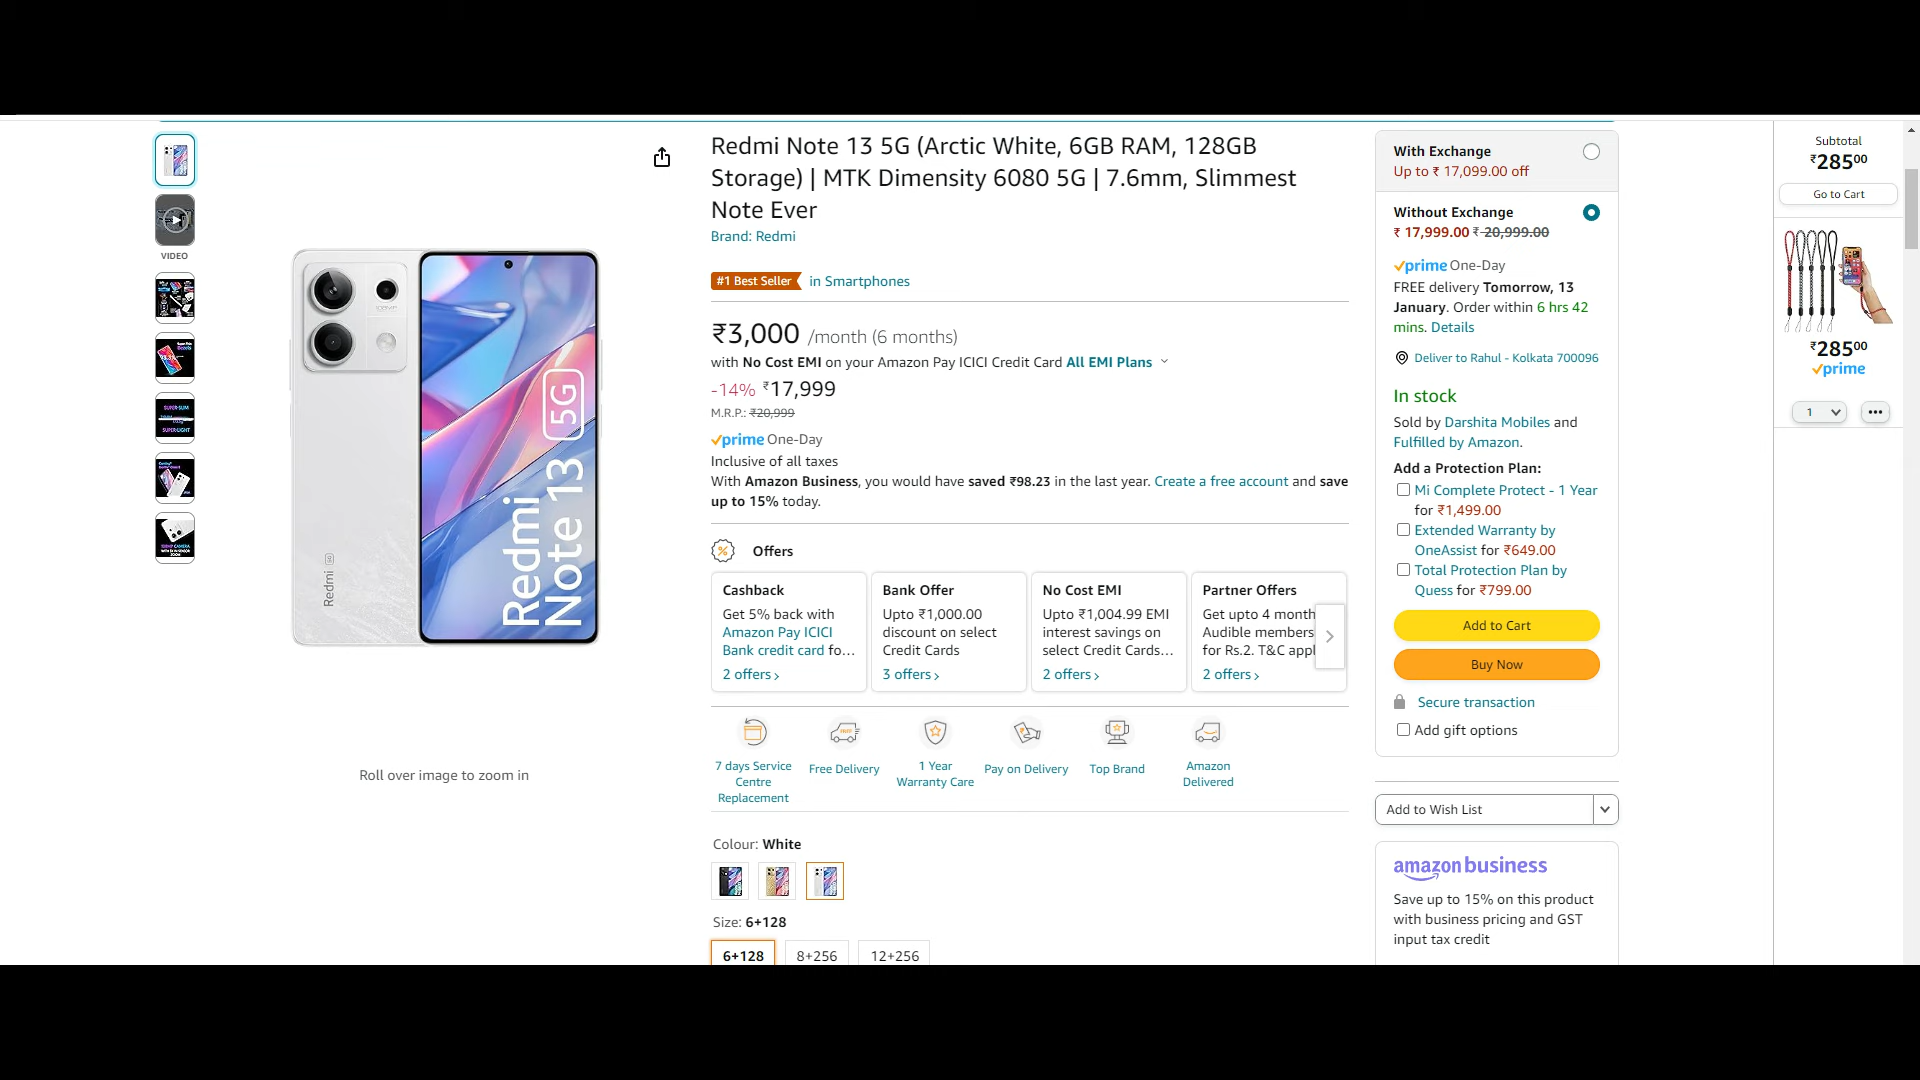 Redmi Note 13 5G (Arctic White, 6GB RAM, 128GB
Storage) | MTK Dimensity 6080 5G | 7.6mm, Slimmest
Note Ever
Brand: Redmi
#1 Best Seller in Smartphones
₹3,000 /month (6 months)
with No Cost EMI on your Amazon Pay ICICI Credit Card All EMI Plans
-14% ₹17,999
M.R.P.: ₹20,999
prime One-Day
Inclusive of all taxes
With Amazon Business, you would have saved ₹98.23 in the last year. Create a free account and save
up to 15% today.
Offers
Cashback
Get 5% back with
Amazon Pay ICICI
Bank credit card fo...
2 offers ›
Bank Offer
Upto ₹1,000.00
discount on select
Credit Cards
3 offers ›
No Cost EMI
Upto ₹1,004.99 EMI
interest savings on
select Credit Cards...
2 offers ›
Partner Offers
Get upto 4 month
Audible members
for Rs.2. T&C appl
2 offers ›
7 days Service
Centre
Replacement
Free Delivery
1 Year
Warranty Care
Pay on Delivery
Top Brand
Amazon
Delivered
Colour: White
Size: 6+128
6+128
8+256
12+256
VIDEO
SUPER-SLIM
SUPER-LIGHT
Redmi 5G
Redmi
Note 13 5G
Roll over image to zoom in
With Exchange
Up to ₹ 17,099.00 off
Without Exchange
₹ 17,999.00 ₹ 20,999.00
prime One-Day
FREE delivery Tomorrow, 13
January. Order within 6 hrs 42
mins. Details
Deliver to Rahul - Kolkata 700096
In stock
Sold by Darshita Mobiles and
Fulfilled by Amazon.
Add a Protection Plan:
Mi Complete Protect - 1 Year
for ₹1,499.00
Extended Warranty by
OneAssist for ₹649.00
Total Protection Plan by
Quess for ₹799.00
Add to Cart
Buy Now
Secure transaction
Add gift options
Add to Wish List
amazon business
Save up to 15% on this product
with business pricing and GST
input tax credit
Subtotal
₹285.00
Go to Cart
₹285.00
prime
1